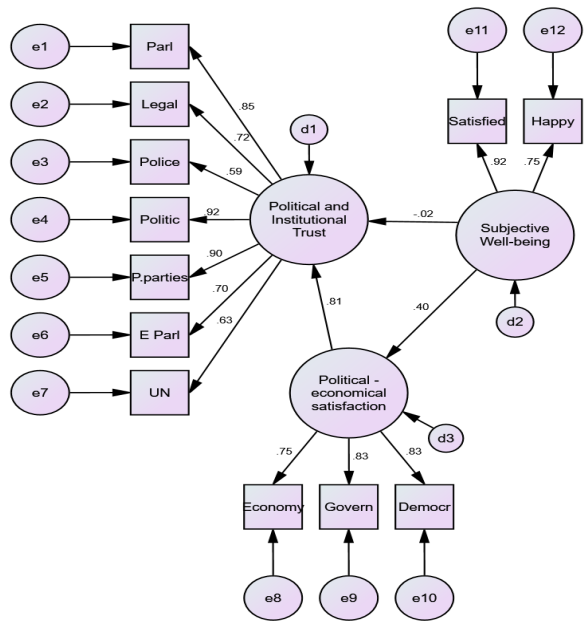 e1
Parl
e11
e12
e2
Legal
.85
Satisfied
Happy
.72
d1
e3
Police
.59
.92
.75
e4
Politic
.92
Political and
Institutional
Trust
-.02
Subjective
Well-being
e5
P.parties
.90
.70
e6
E Parl
.63
.81
.40
d2
e7
UN
Political -
economical
satisfaction
d3
.75
.83
.83
Economy
Govern
Democr
e8
e9
e10